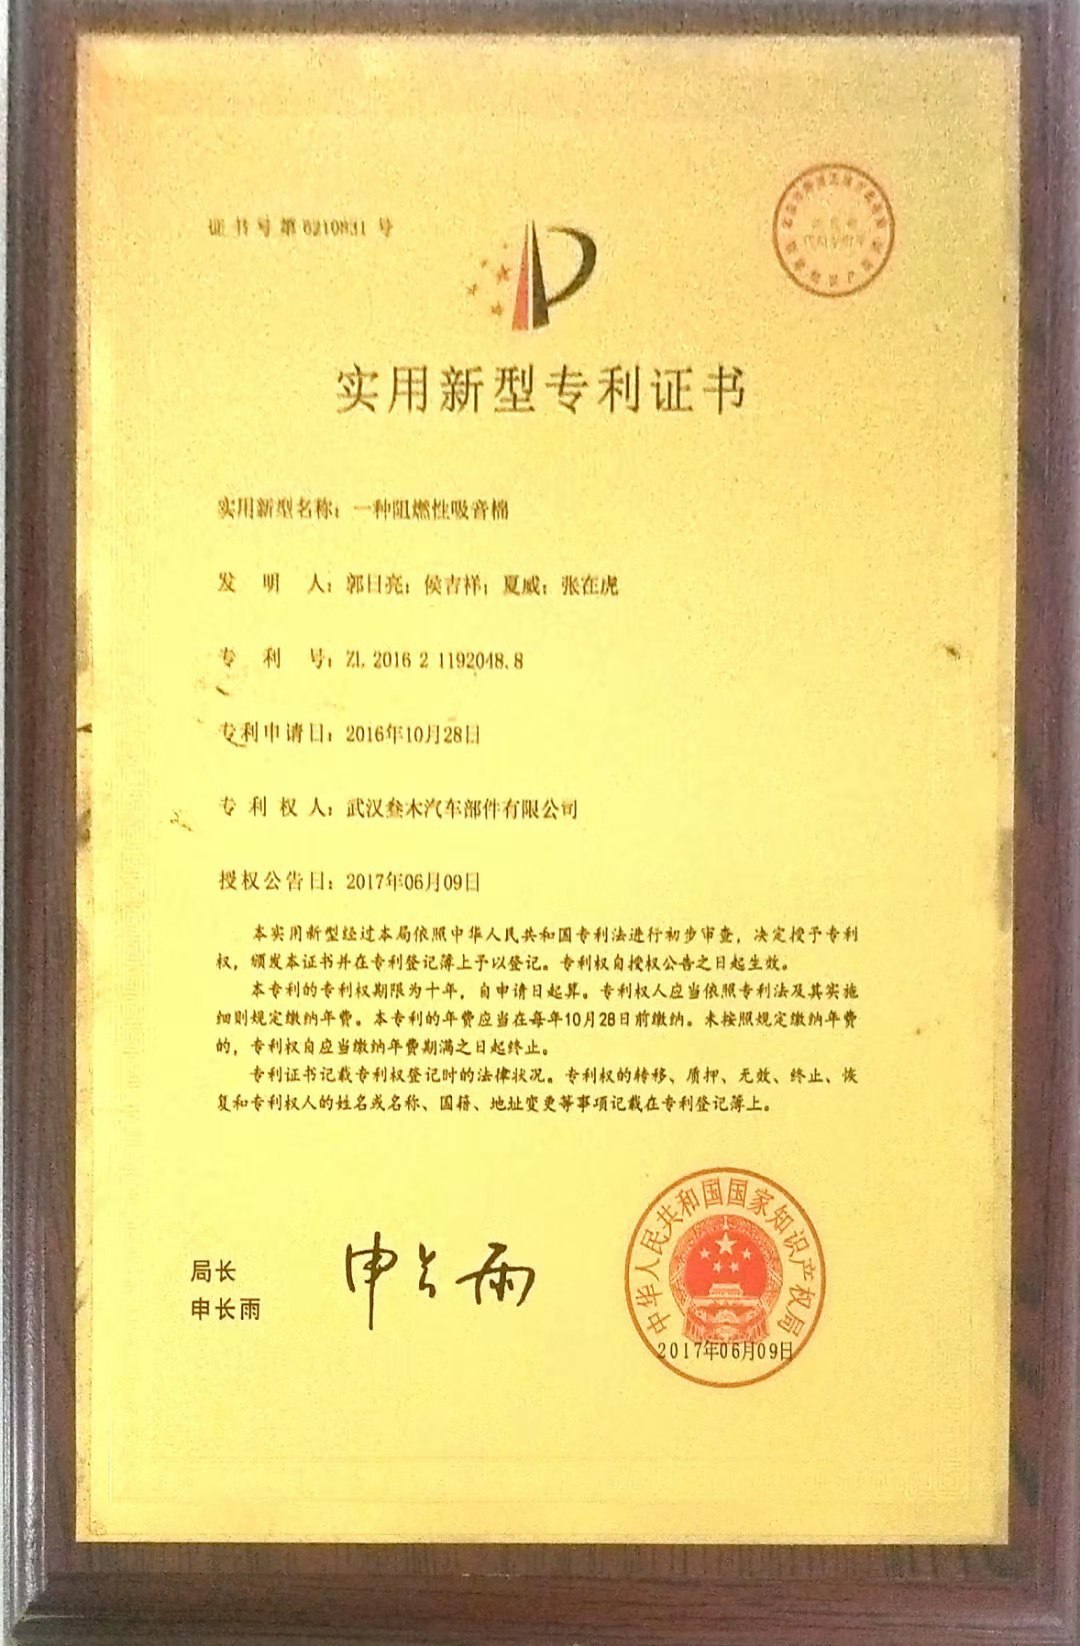 证书号第6210831号
实用新型专利证书
实用新型名称：一种阻燃性吸音棉
发明人：郭日亮；侯吉祥；夏威；张在虎
专利号：ZL 2016 2 1192048.8
专利申请日：2016年10月28日
专利权人：武汉叁木汽车部件有限公司
授权公告日：2017年06月09日
本实用新型经过本局依照中华人民共和国专利法进行初步审查，决定授予专利
权，颁发本证书并在专利登记簿上予以登记。专利权自授权公告之日起生效。
本专利的专利权期限为十年，自申请日起算。专利权人应当依照专利法及其实施
细则规定缴纳年费。本专利的年费应当在每年10月28日前缴纳。未按照规定缴纳年费
的，专利权自应当缴纳年费期满之日起终止。
专利证书记载专利权登记时的法律状况。专利权的转移、质押、无效、终止、恢
复和专利权人的姓名或名称、国籍、地址变更等事项记载在专利登记簿上。
局长
申长雨
申长雨
中华人民共和国国家知识产权局
2017年06月09日